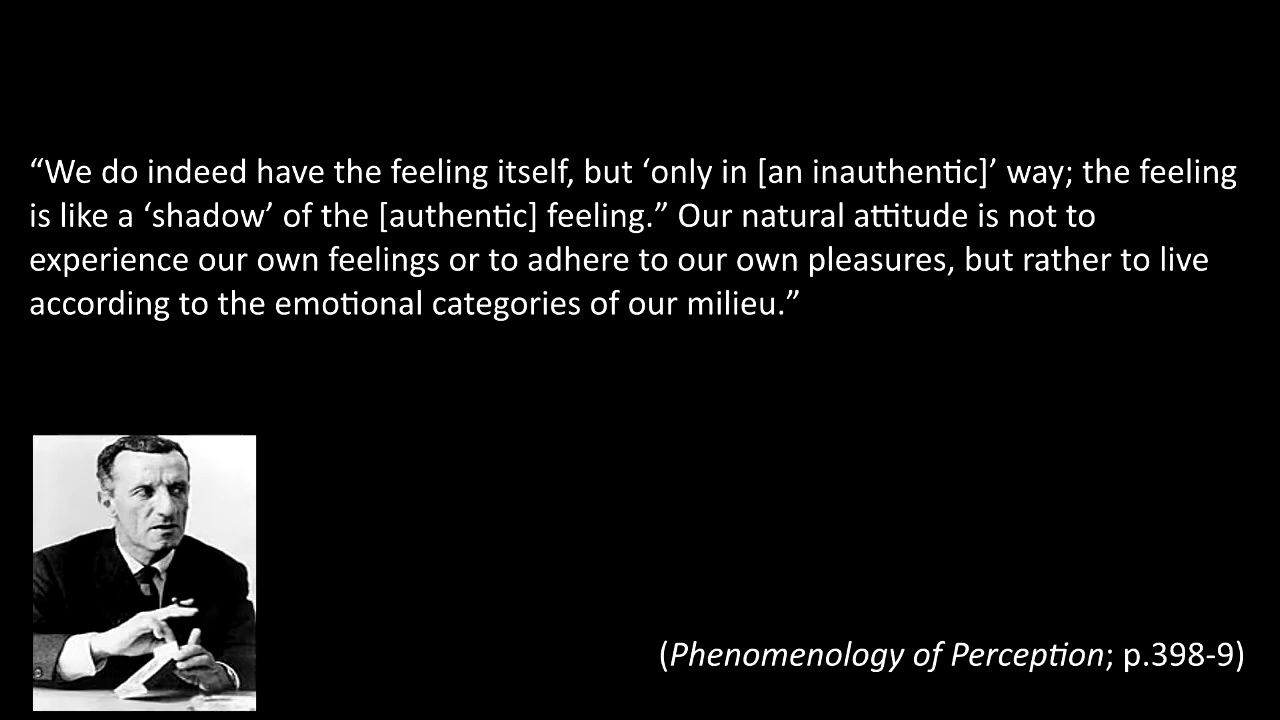 “We do indeed have the feeling itself, but ‘only in [an inauthentic]’ way; the feeling
is like a ‘shadow’ of the [authentic] feeling.” Our natural attitude is not to
experience our own feelings or to adhere to our own pleasures, but rather to live
according to the emotional categories of our milieu.”
(Phenomenology of Perception; p.398-9)